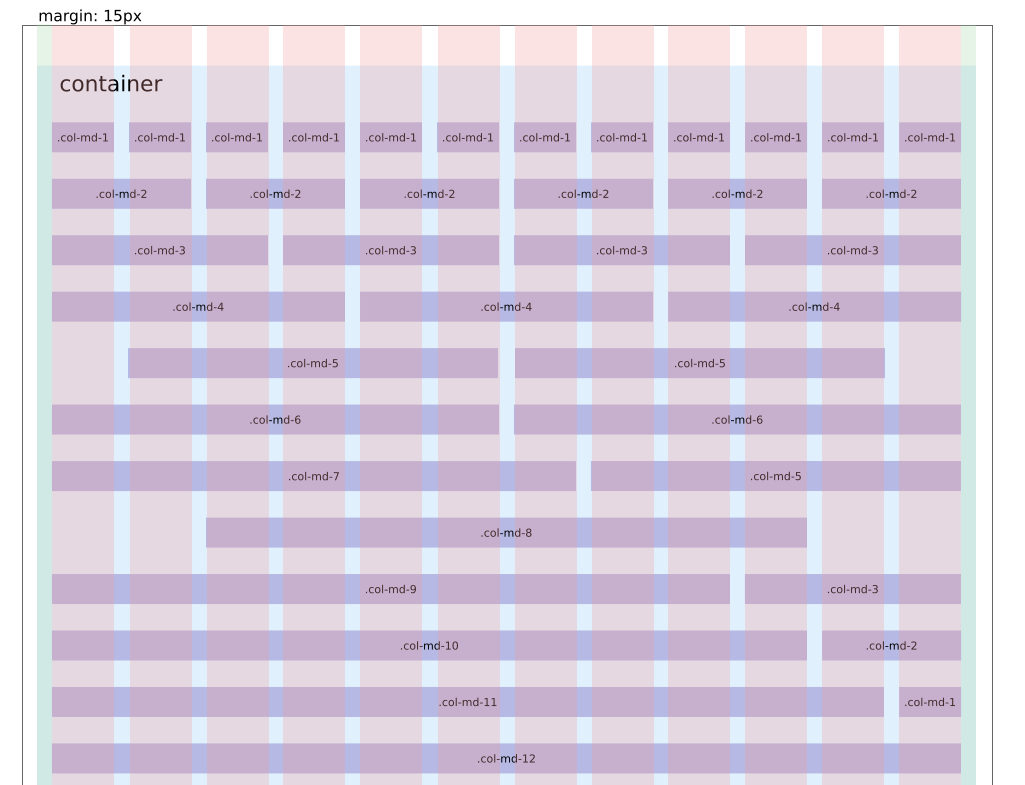 margin: 15px
container
.col-md-1 .col-md-1 .col-md-1 .col-md-1 .col-md-1 .col-md-1 .col-md-1 .col-md-1 .col-md-1 .col-md-1 .col-md-1 .col-md-1
.col-md-2 .col-md-2 .col-md-2 .col-md-2 .col-md-2 .col-md-2
.col-md-3 .col-md-3 .col-md-3 .col-md-3
.col-md-4 .col-md-4 .col-md-4
.col-md-5 .col-md-5
.col-md-6 .col-md-6
.col-md-7 .col-md-5
.col-md-8
.col-md-9 .col-md-3
.col-md-10 .col-md-2
.col-md-11 .col-md-1
.col-md-12